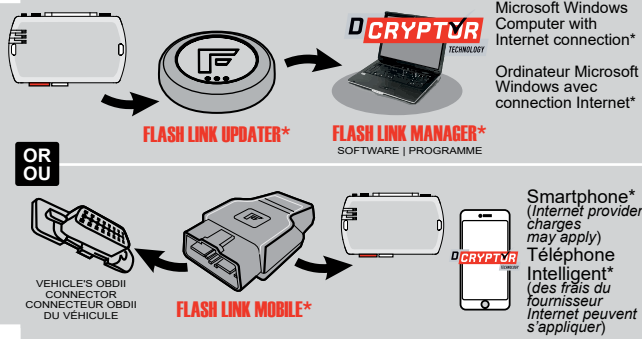 DCRYPTOR
TECHNOLOGY
Microsoft Windows
Computer with
Internet connection*
Ordinateur Microsoft
Windows avec
connection Internet*
FLASH LINK UPDATER*
FLASH LINK MANAGER*
SOFTWARE | PROGRAMME
OR
OU
VEHICLE'S OBDII
CONNECTOR
CONNECTEUR OBDII
DU VÉHICULE
FLASH LINK MOBILE*
DCRYPTOR
TECHNOLOGY
Smartphone*
(Internet provider
charges
may apply)
Téléphone
Intelligent*
(des frais du
fournisseur
Internet peuvent
s'appliquer)